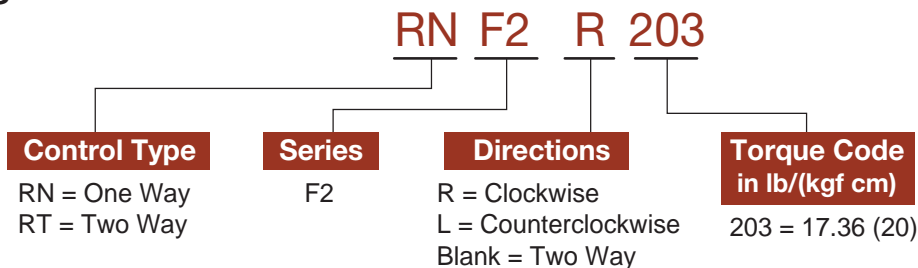 RN F2 R 203
Control Type
RN = One Way
RT = Two Way
Series
F2
Directions
R = Clockwise
L = Counterclockwise
Blank = Two Way
Torque Code
in lb/(kgf cm)
203 = 17.36 (20)